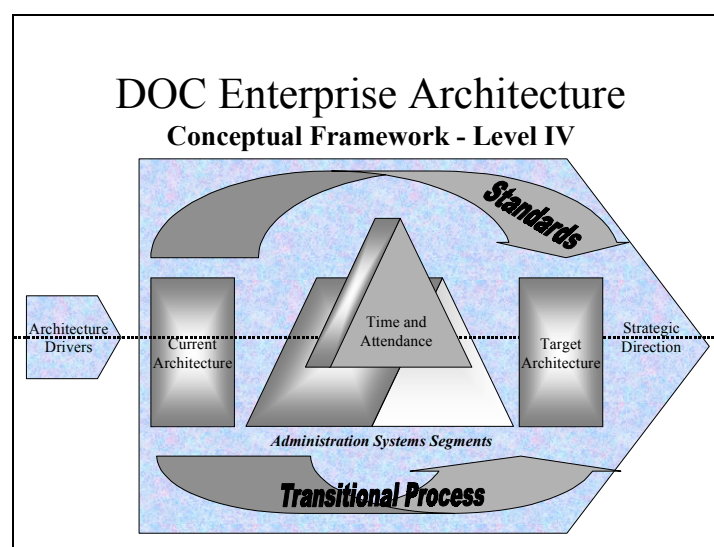 DOC Enterprise Architecture
Conceptual Framework - Level IV
Standards
Architecture
Drivers
Current
Architecture
Time and
Attendance
Target
Architecture
Strategic
Direction
Administration Systems Segments
Transitional Process